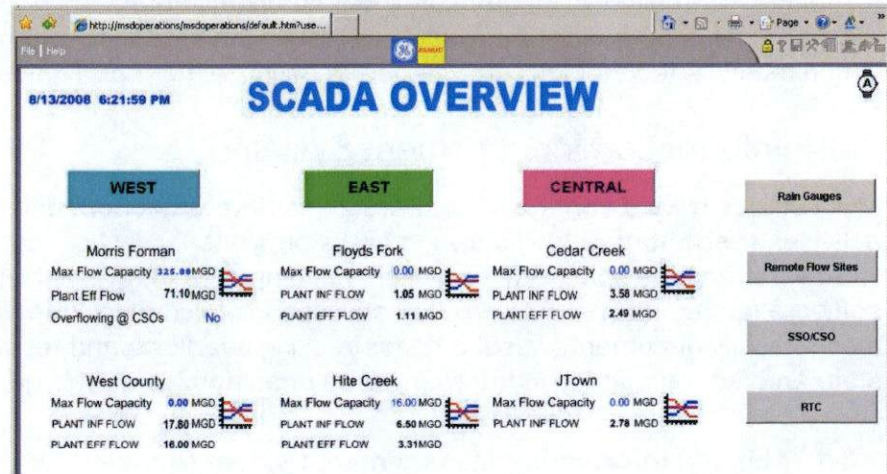 http://msdoperations/msdoperations/default.htm?use...
Page
File | Help
GE FANUC
8/13/2008 6:21:59 PM
SCADA OVERVIEW
A
WEST EAST CENTRAL
Rain Gauges
Morris Forman Floyds Fork Cedar Creek
Max Flow Capacity 325.00 MGD Max Flow Capacity 0.00 MGD Max Flow Capacity 0.00 MGD
Remote Flow Sites
Plant Eff Flow 71.10 MGD PLANT INF FLOW 1.05 MGD PLANT INF FLOW 3.58 MGD
Overflowing @ CSOs No PLANT EFF FLOW 1.11 MGD PLANT EFF FLOW 2.49 MGD
SSO/CSO
West County Hite Creek JTown
Max Flow Capacity 0.00 MGD Max Flow Capacity 16.00 MGD Max Flow Capacity 0.00 MGD
RTC
PLANT INF FLOW 17.80 MGD PLANT INF FLOW 6.50 MGD PLANT INF FLOW 2.78 MGD
PLANT EFF FLOW 16.00 MGD PLANT EFF FLOW 3.31MGD